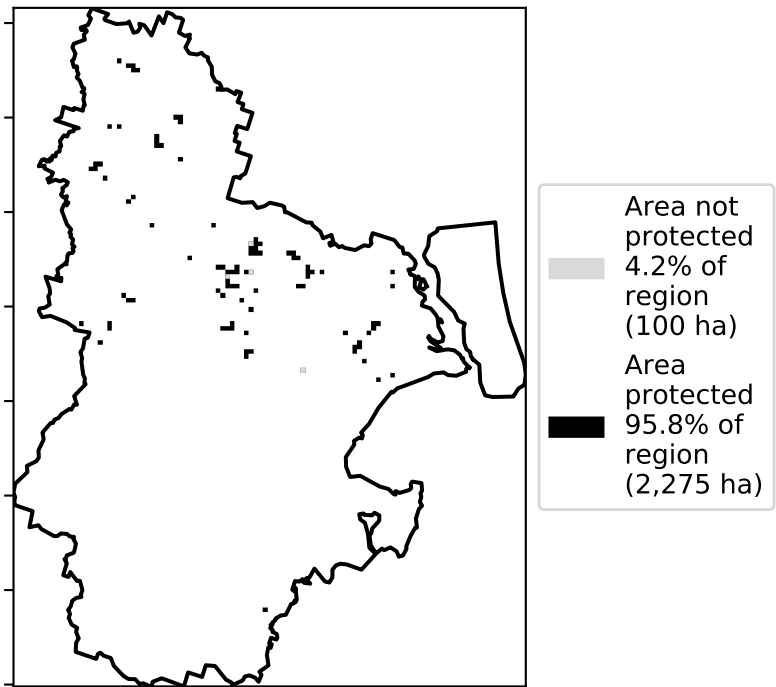 Area not
protected
4.2% of
region
(100 ha)
Area
protected
95.8% of
region
(2,275 ha)